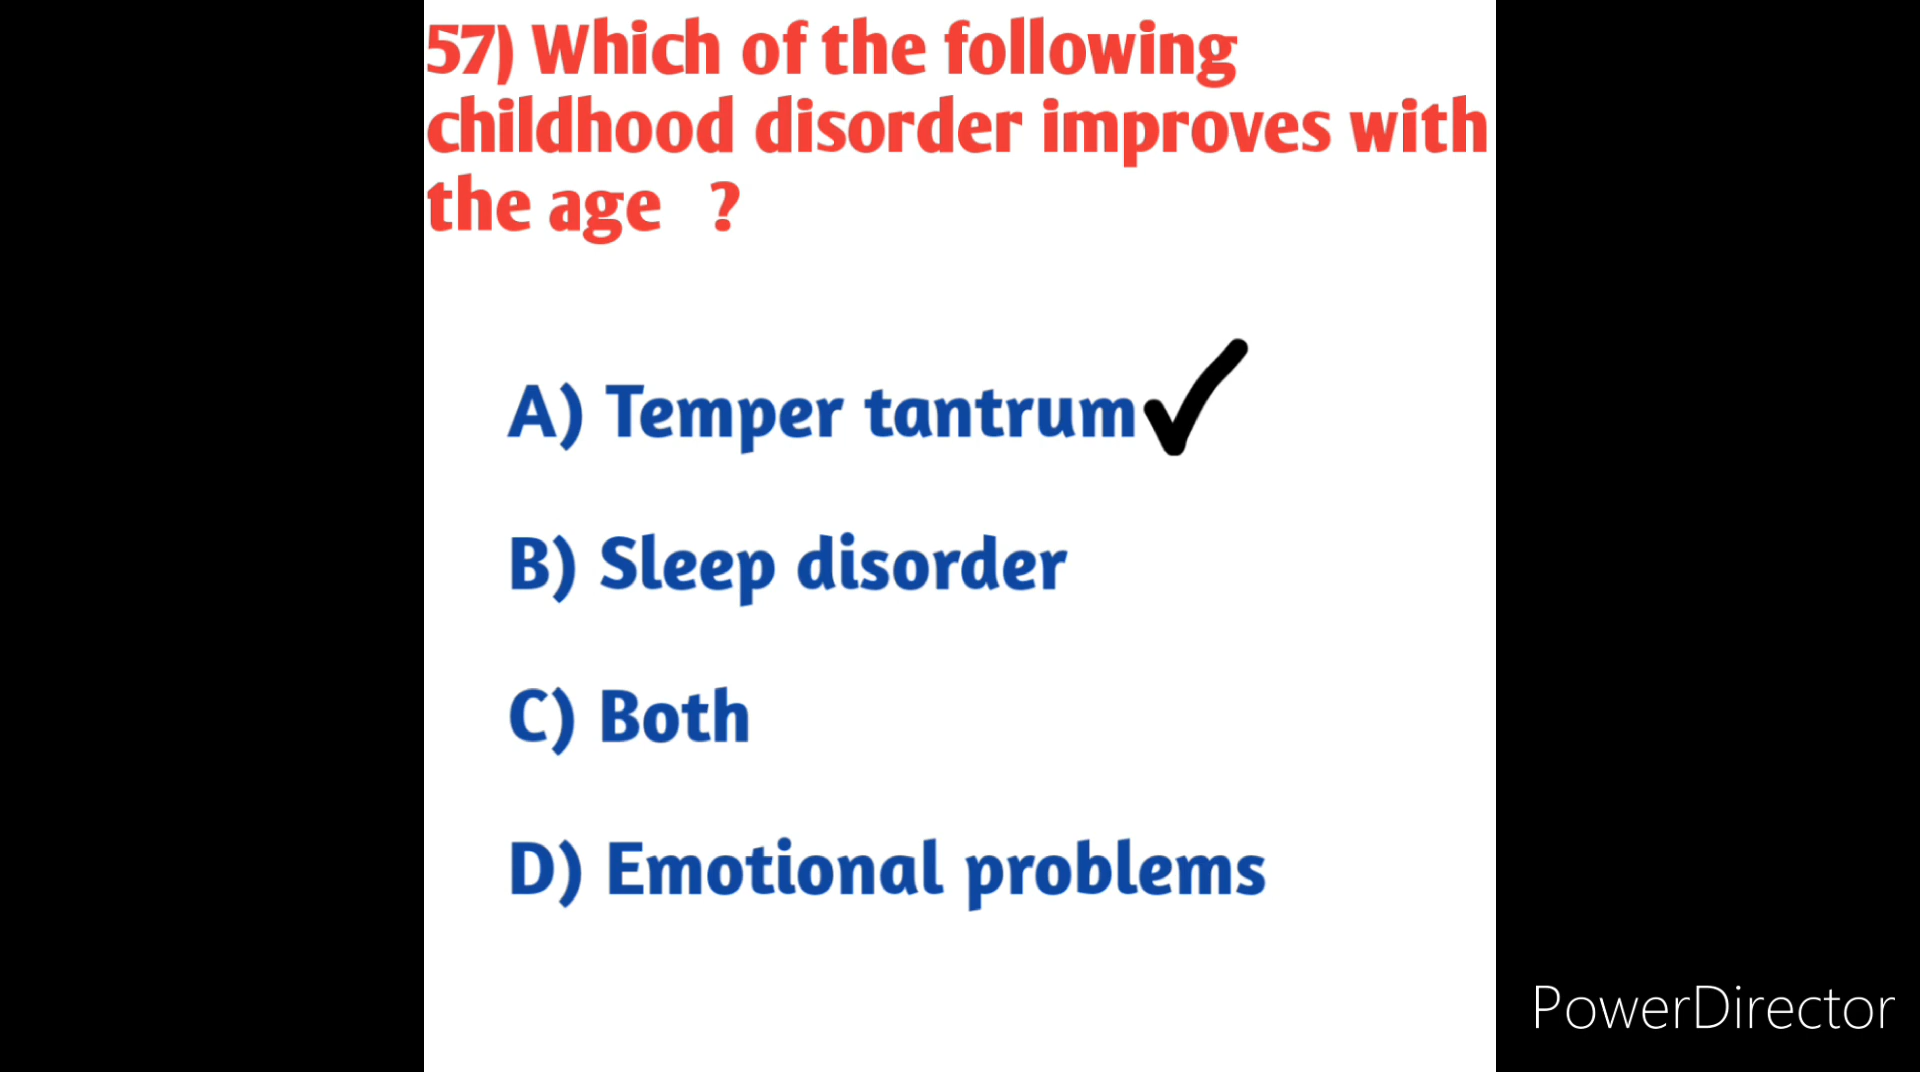 57) Which of the following
childhood disorder improves with
the age ?
A) Temper tantrum
B) Sleep disorder
C) Both
D) Emotional problems
PowerDirector